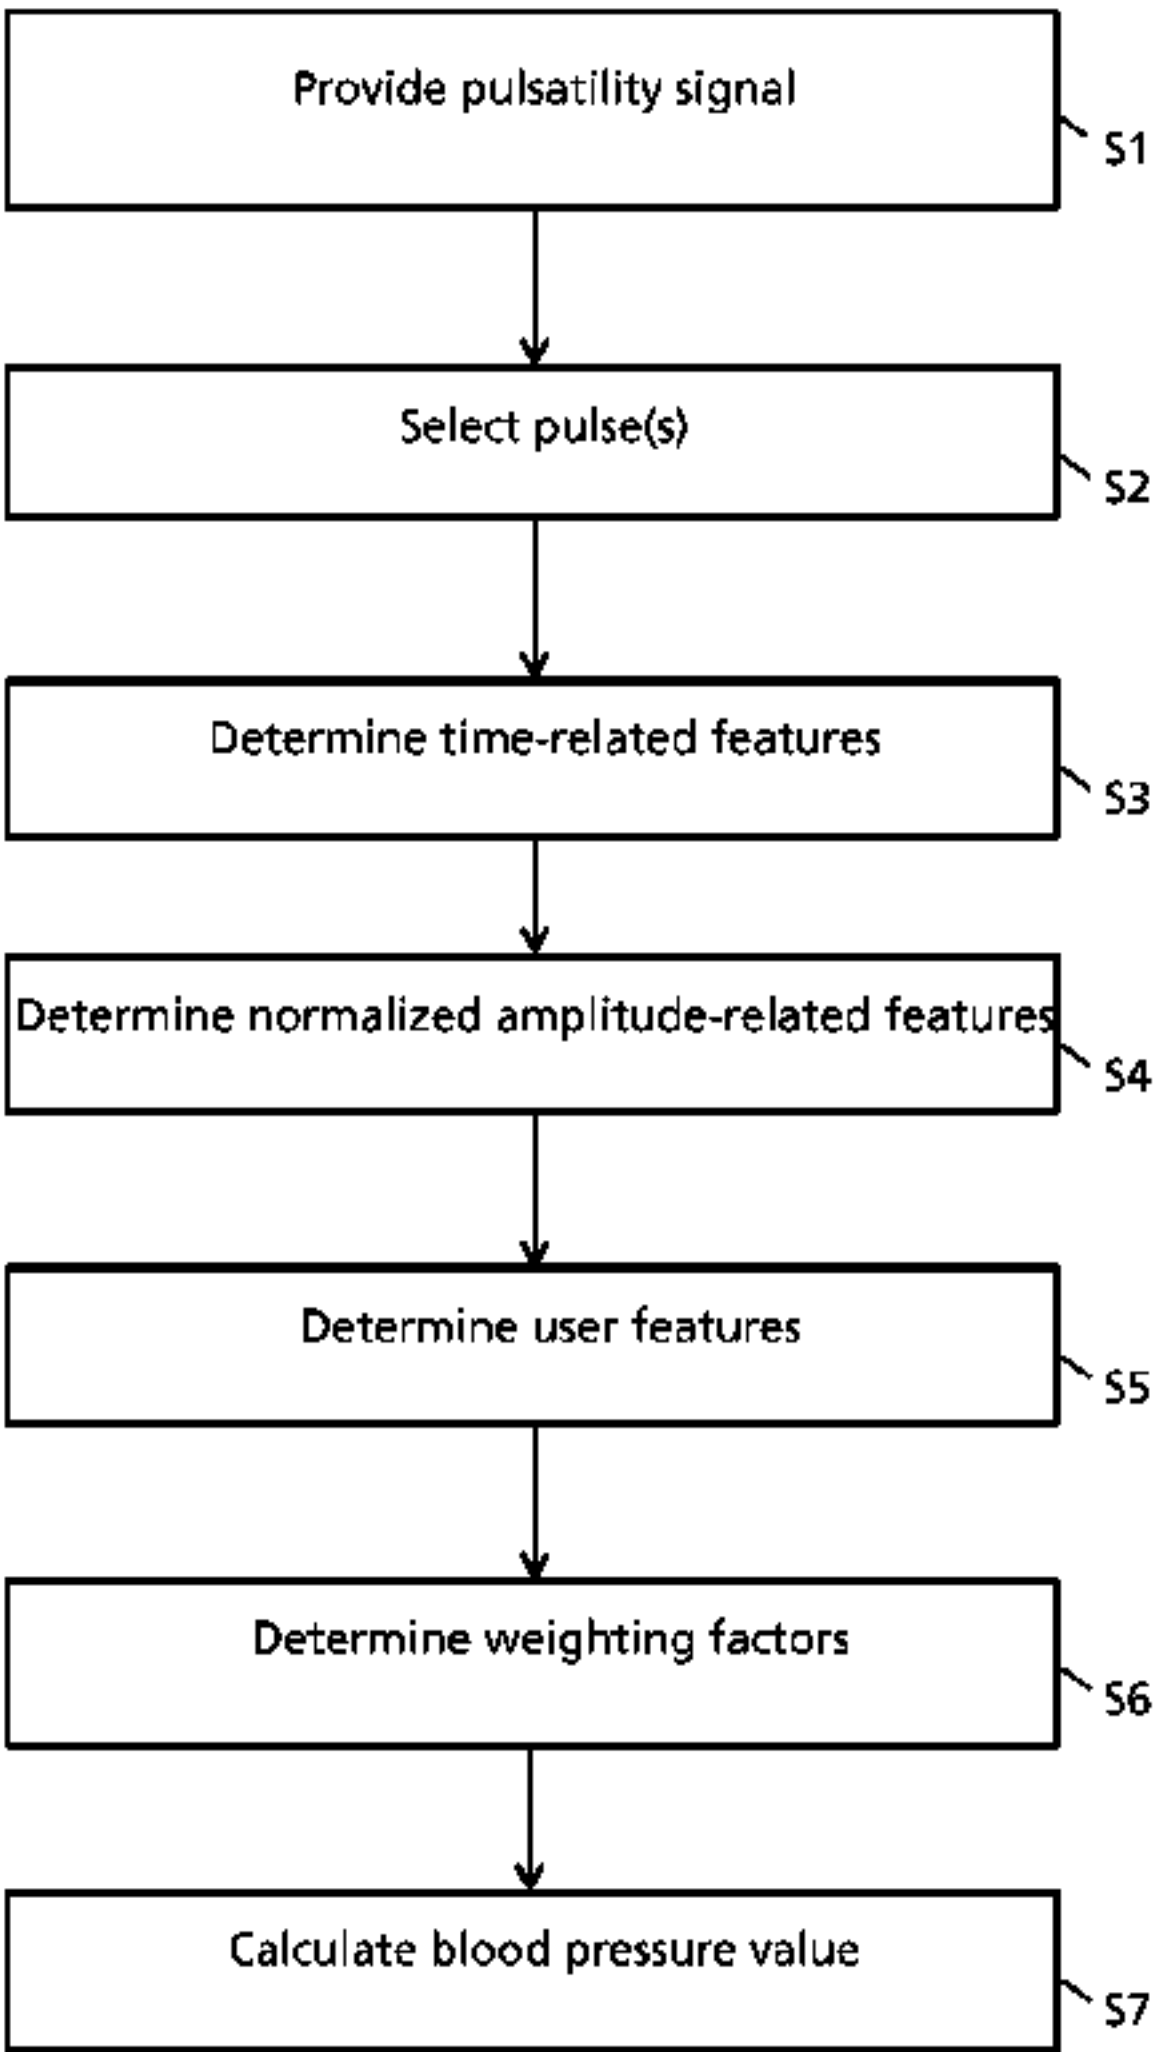 Provide pulsatility signal
S1
Select pulse(s)
S2
Determine time-related features
S3
Determine normalized amplitude-related features
S4
Determine user features
S5
Determine weighting factors
S6
Calculate blood pressure value
S7